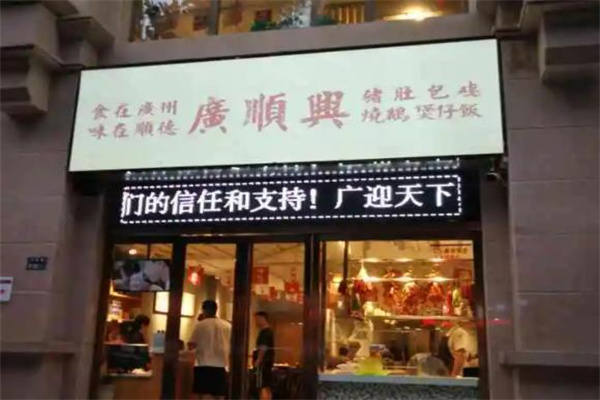 食在廣州
味在順德
廣順興
豬肚包鸡
燒鵝煲仔飯
们的信任和支持！广迎天下